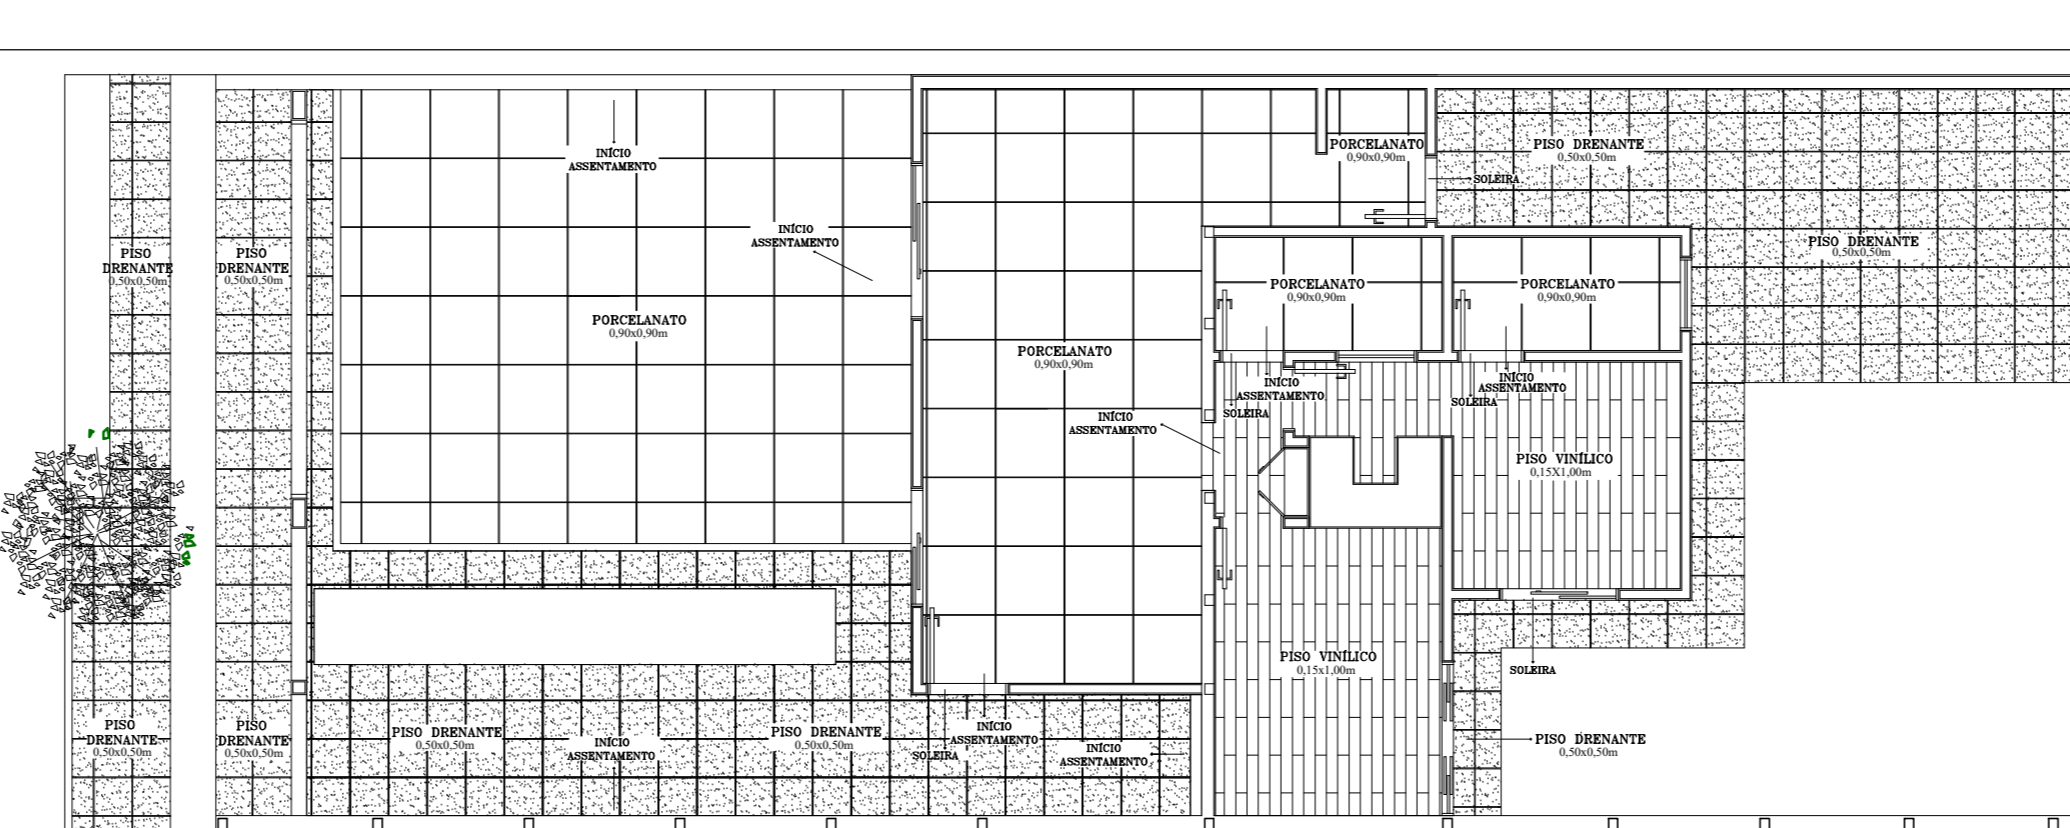 INÍCIO
ASSENTAMENTO
PORCELANATO
0,90x0,90m
PISO DRENANTE
0,50x0,50m
SOLEIRA
INÍCIO
ASSENTAMENTO
PISO
DRENANTE
0,50x0,50m
PISO
DRENANTE
0,50x0,50m
PISO DRENANTE
0,50x0,50m
PORCELANATO
0,90x0,90m
PORCELANATO
0,90x0,90m
PORCELANATO
0,90x0,90m
PORCELANATO
0,90x0,90m
INÍCIO
ASSENTAMENTO
SOLEIRA
INÍCIO
ASSENTAMENTO
SOLEIRA
INÍCIO
ASSENTAMENTO
PISO VINÍLICO
0,15X1,00m
PISO VINÍLICO
0,15x1,00m
SOLEIRA
PISO
DRENANTE
0,50x0,50m
PISO
DRENANTE
0,50x0,50m
PISO DRENANTE
0,50x0,50m
INÍCIO
ASSENTAMENTO
PISO DRENANTE
0,50x0,50m
SOLEIRA
INÍCIO
ASSENTAMENTO
INÍCIO
ASSENTAMENTO
PISO DRENANTE
0,50x0,50m